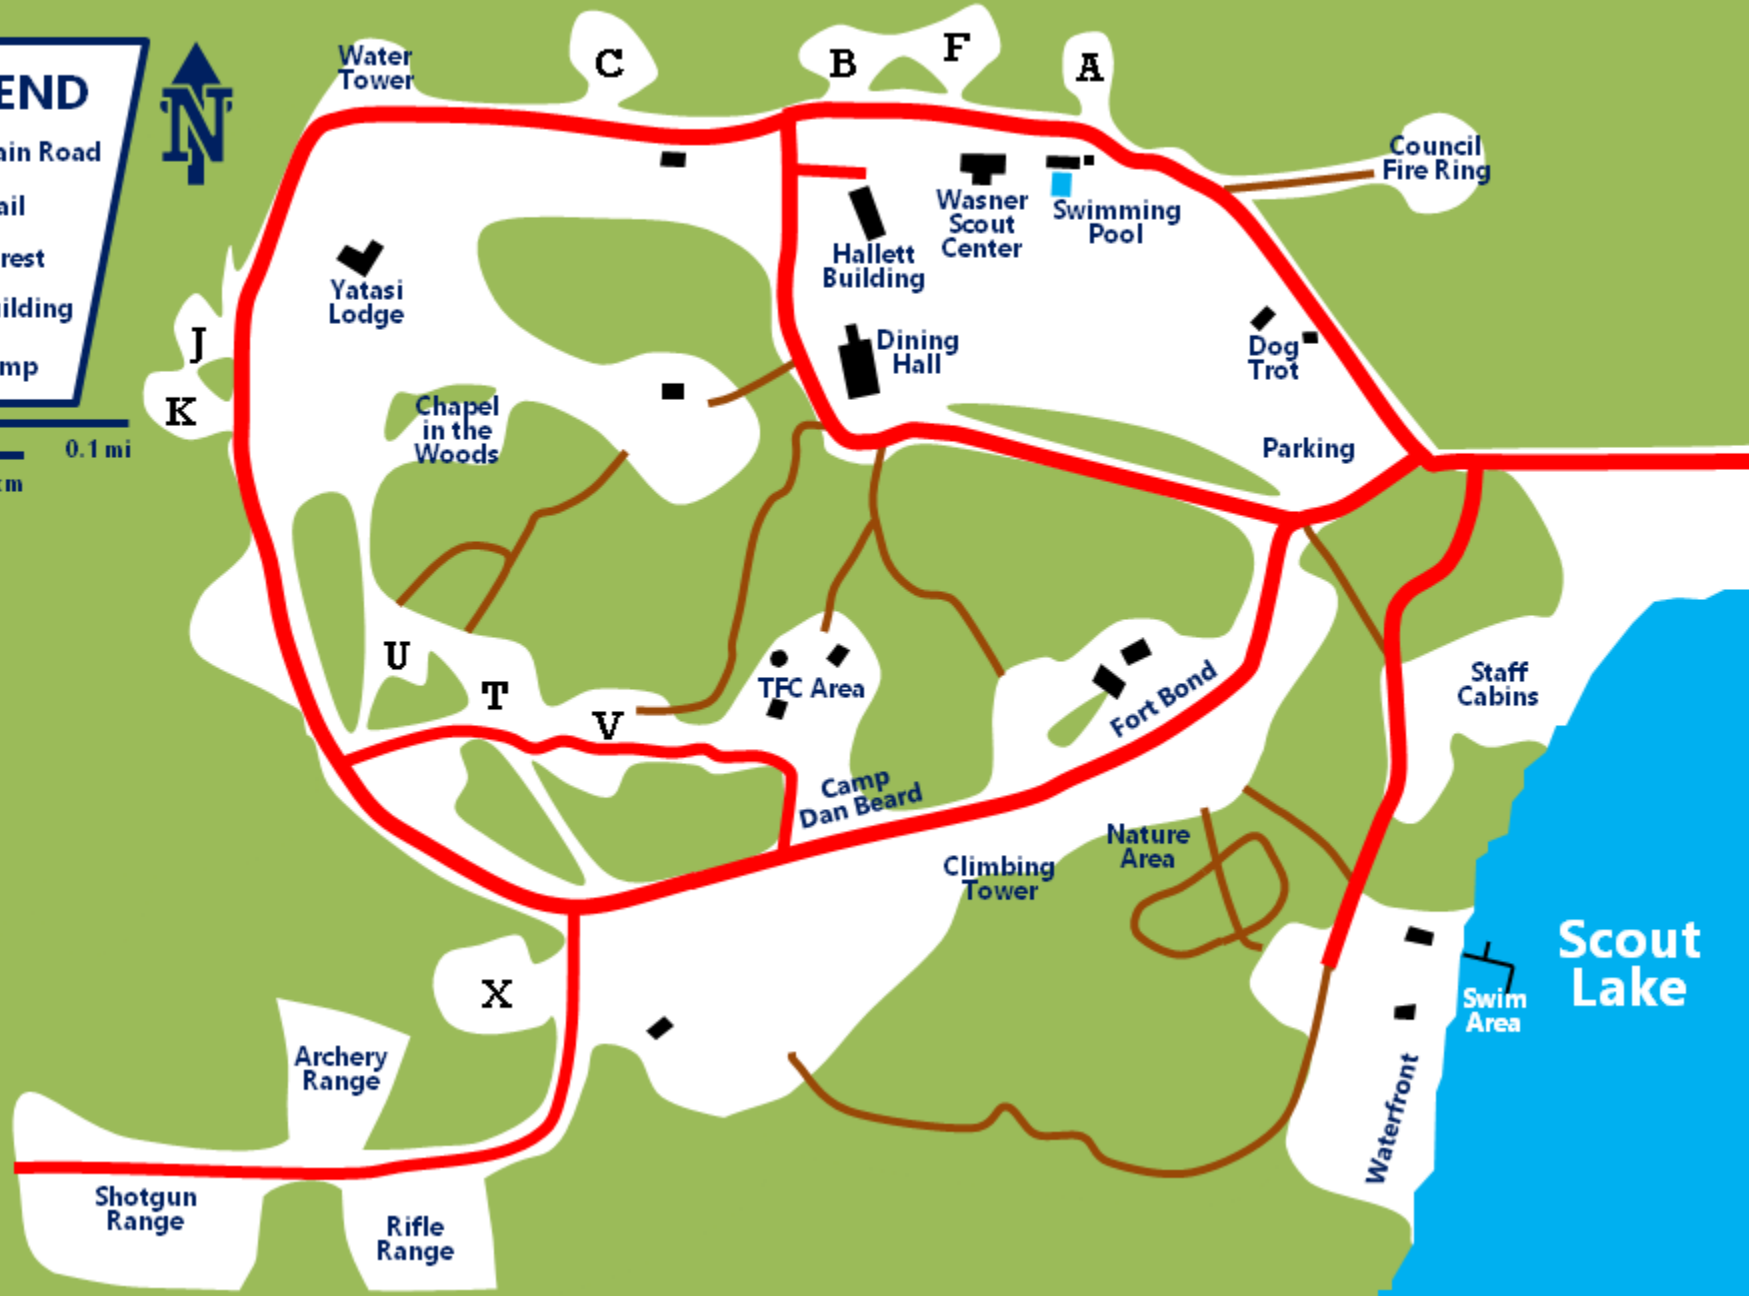 Water
Tower
C
B
F
A
END
N
ain Road
ail
rest
ilding
mp
0.1 mi
Council
Fire Ring
Wasner
Scout
Center
Swimming
Pool
Hallett
Building
Yatasi
Lodge
J
K
Dining
Hall
Dog
Trot
Chapel
in the
Woods
Parking
U
T
V
TFC Area
Fort Bond
Staff
Cabins
Camp
Dan Beard
Nature
Area
Climbing
Tower
X
Scout
Lake
Swim
Area
Archery
Range
Waterfront
Shotgun
Range
Rifle
Range